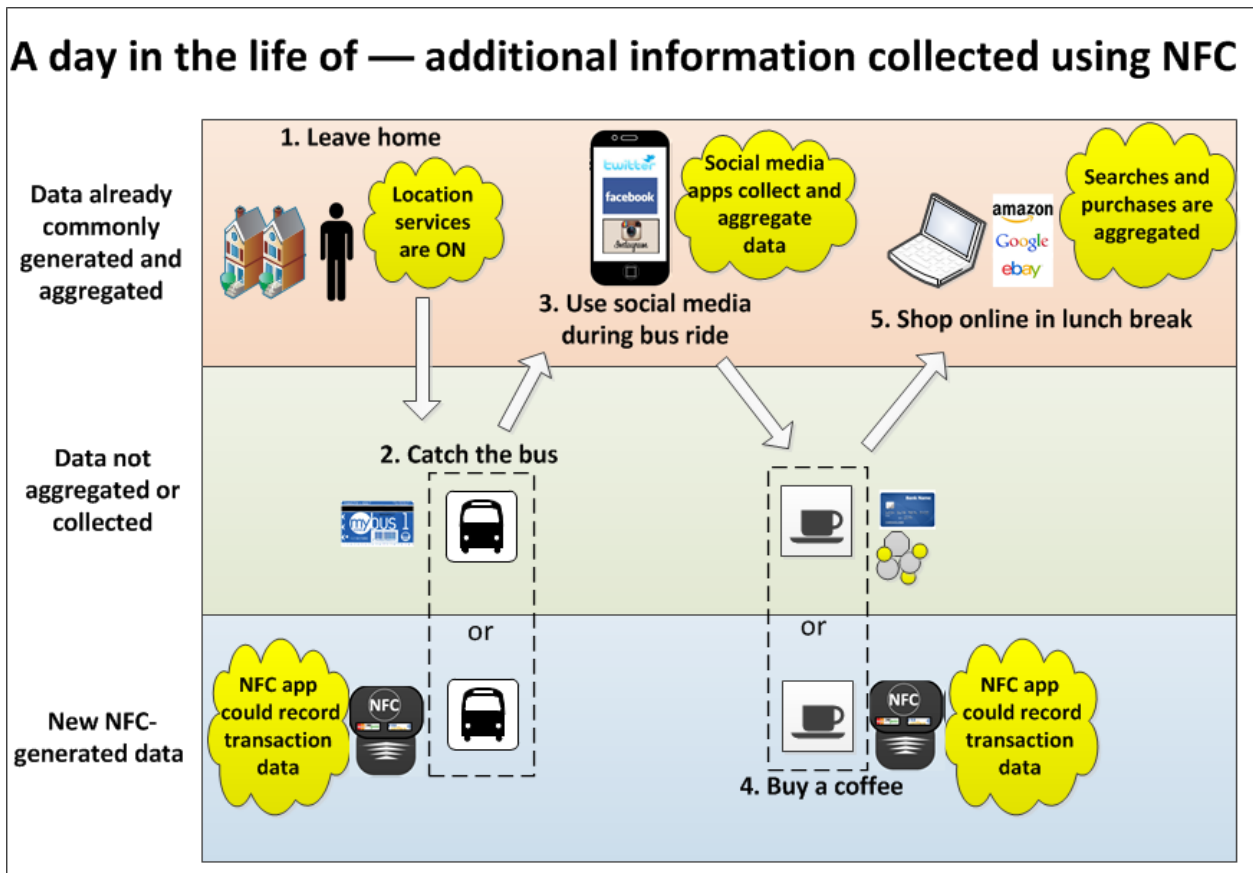 A day in the life of — additional information collected using NFC
Data already
commonly
generated and
aggregated
1. Leave home
Location
services
are ON
twitter
facebook
Instagram
Social media
apps collect and
aggregate
data
3. Use social media
during bus ride
amazon
Google
ebay
Searches and
purchases are
aggregated
5. Shop online in lunch break
Data not
aggregated or
collected
2. Catch the bus
mybus 1
Bank Name
or
or
New NFC-
generated data
NFC app
could record
transaction
data
NFC
4. Buy a coffee
NFC
NFC app
could record
transaction
data